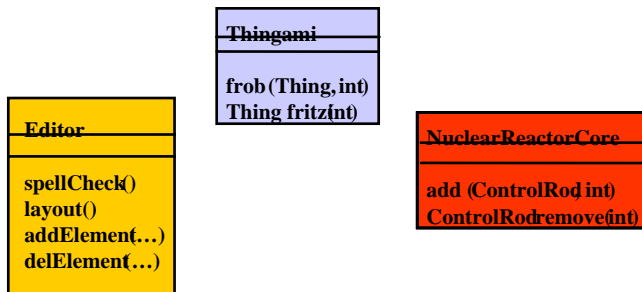 Thingami
frob (Thing, int)
Thing fritz(int)
Editor
spellCheck()
layout()
addElement(…)
delElement(…)
NuclearReactorCore
add (ControlRod, int)
ControlRod remove(int)